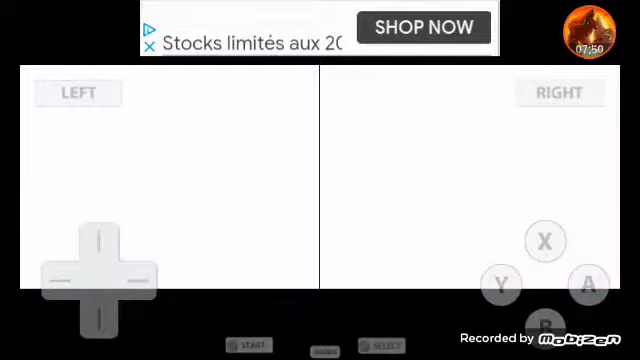 SHOP NOW
Stocks limités aux 20
07:50
LEFT
RIGHT
X
Y
A
B
START
SELECT
Recorded by MOBIZEN